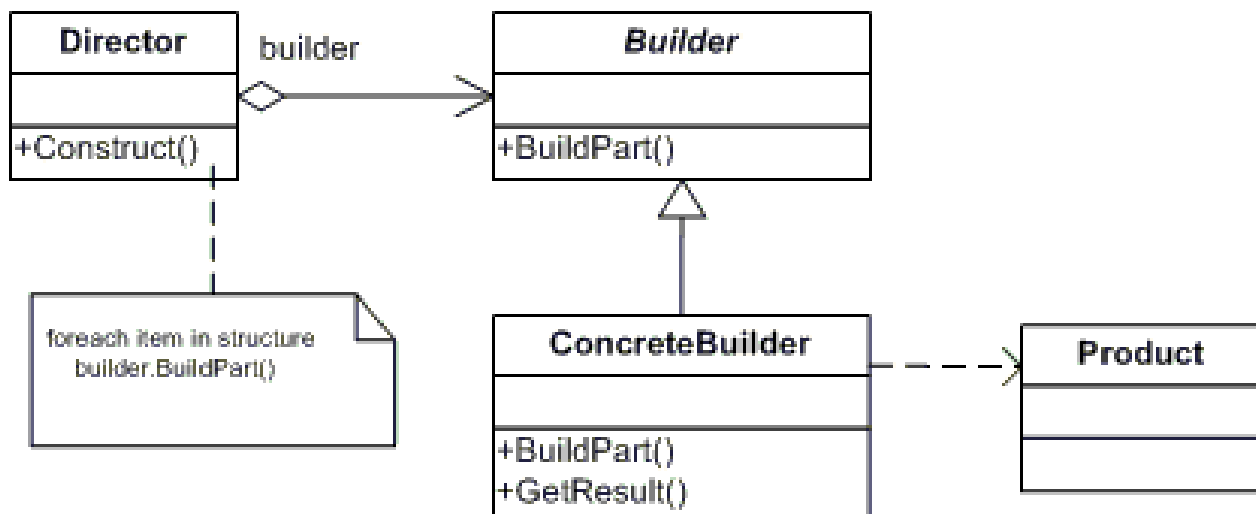 Director
builder
Builder
+Construct()
+BuildPart()
foreach item in structure
builder.BuildPart()
ConcreteBuilder
Product
+BuildPart()
+GetResult()